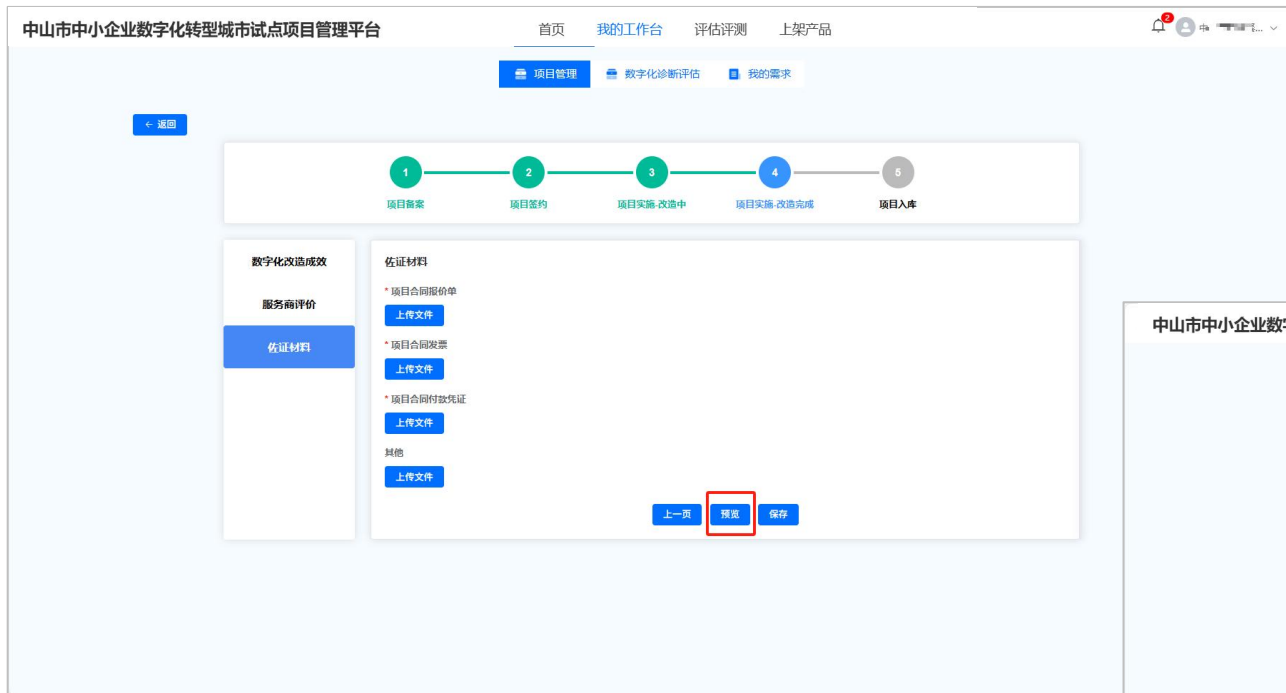 中山市中小企业数字化转型城市试点项目管理平台
首页 我的工作台 评估评测 上架产品
2
项目管理 数字化诊断评估 我的需求
← 返回
1 2 3 4 5
项目备案 项目签约 项目实施-改造中 项目实施-改造完成 项目入库
数字化改造成效
服务商评价
佐证材料
佐证材料
* 项目合同报价单
上传文件
* 项目合同发票
上传文件
* 项目合同付款凭证
上传文件
其他
上传文件
上一页 预览 保存
中山市中小企业数